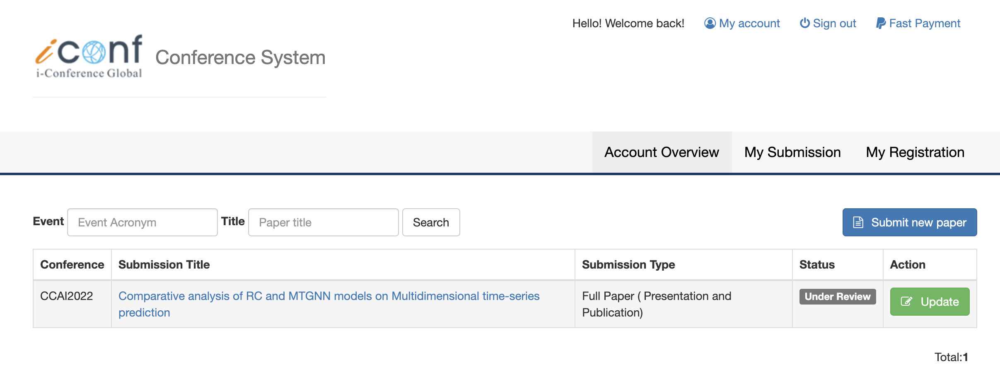 Hello! Welcome back! My account Sign out Fast Payment
iconf
i-Conference Global
Conference System
Account Overview My Submission My Registration
Event Event Acronym Title Paper title Search Submit new paper
Conference Submission Title Submission Type Status Action
CCAI2022 Comparative analysis of RC and MTGNN models on Multidimensional time-series Full Paper ( Presentation and Under Review Update
prediction Publication)
Total:1